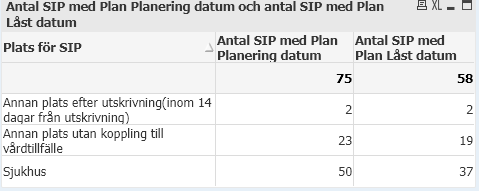 Antal SIP med Plan Planering datum och antal SIP med Plan
Låst datum
XL
Plats för SIP
Antal SIP med Plan
Planering datum
Antal SIP med
Plan Låst datum
75 58
Annan plats efter utskrivning(inom 14
dagar från utskrivning)
2 2
Annan plats utan koppling till
vårdtillfälle
23 19
Sjukhus 50 37